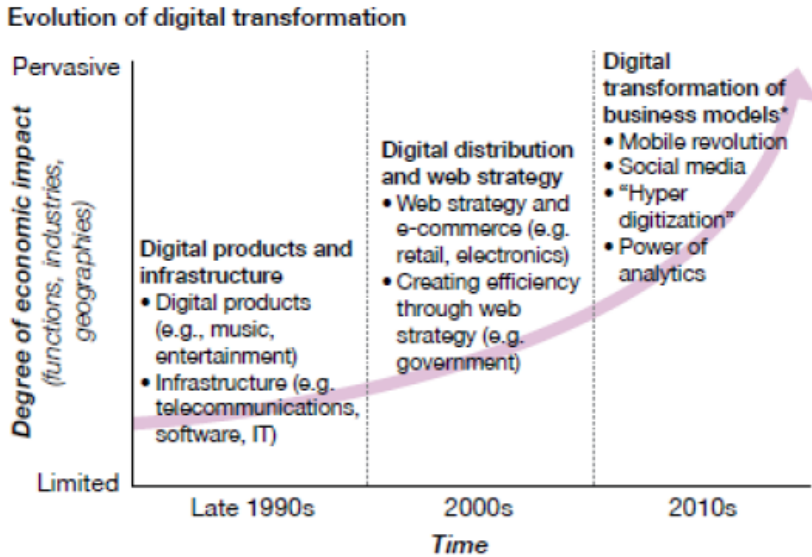 Evolution of digital transformation
Pervasive
Degree of economic impact
(functions, industries,
geographies)
Limited
Digital products and
infrastructure
• Digital products
(e.g., music,
entertainment)
• Infrastructure (e.g.
telecommunications,
software, IT)
Digital distribution
and web strategy
• Web strategy and
e-commerce (e.g.
retail, electronics)
• Creating efficiency
through web
strategy (e.g.
government)
Digital
transformation of
business models*
• Mobile revolution
• Social media
• “Hyper
digitization”
• Power of
analytics
Late 1990s
2000s
2010s
Time